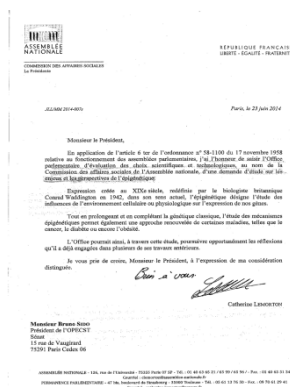 ASSEMBLÉE
NATIONALE
RÉPUBLIQUE FRANÇAISE
LIBERTÉ - ÉGALITÉ - FRATERNITÉ
COMMISSION DES AFFAIRES SOCIALES
La Présidente
Paris, le 23 juin 2014
Monsieur le Président,
En application de l'article 6 ter de l'ordonnance n° 58-1100 du 17 novembre 1958
relative au fonctionnement des assemblées parlementaires, j'ai l'honneur de saisir l'Office
parlementaire d'évaluation des choix scientifiques et technologiques, au nom de la
Commission des affaires sociales de l'Assemblée nationale, d'une demande d'étude sur les
enjeux et les perspectives de l'épigénétique.
Expression créée au XIXe siècle, redéfinie par le biologiste britannique
Conrad Waddington en 1942, dans son sens actuel, l'épigénétique désigne l'étude des
influences de l'environnement cellulaire ou physiologique sur l'expression de nos gènes.
Tout en prolongeant et en complétant la génétique classique, l'étude des mécanismes
épigénétiques permet également une approche renouvelée de certaines maladies, telles que le
cancer, le diabète ou encore l'obésité.
L'Office pourrait ainsi, à travers cette étude, poursuivre opportunément les réflexions
qu'il a déjà engagées dans plusieurs de ses travaux antérieurs.
Je vous prie de croire, Monsieur le Président, à l'expression de ma considération
distinguée.
Bien à vous
Catherine LEMORTON
Monsieur Bruno SIDO
Président de l'OPECST
Sénat
15 rue de Vaugirard
75291 Paris Cedex 06